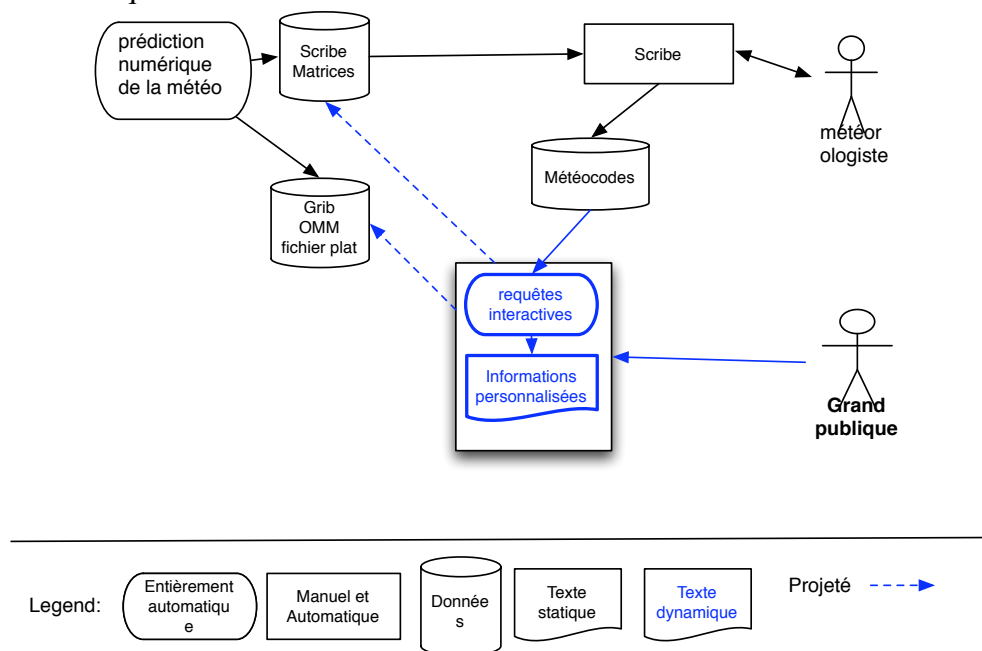 prédiction
numérique
de la météo
Scribe
Matrices
Scribe
météor
ologiste
Météocodes
Grib
OMM
fichier plat
requêtes
interactives
Informations
personnalisées
Grand
publique
Legend:
Entièrement
automatiqu
e
Manuel et
Automatique
Donnée
s
Texte
statique
Texte
dynamique
Projeté